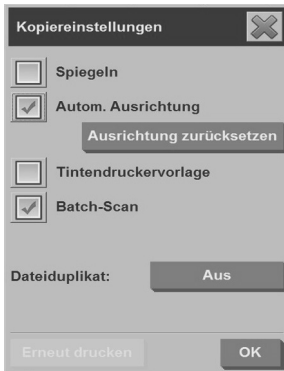 Kopiereinstellungen
Spiegeln
Autom. Ausrichtung
Ausrichtung zurücksetzen
Tintendruckervorlage
Batch-Scan
Dateiduplikat: Aus
Erneut drucken OK